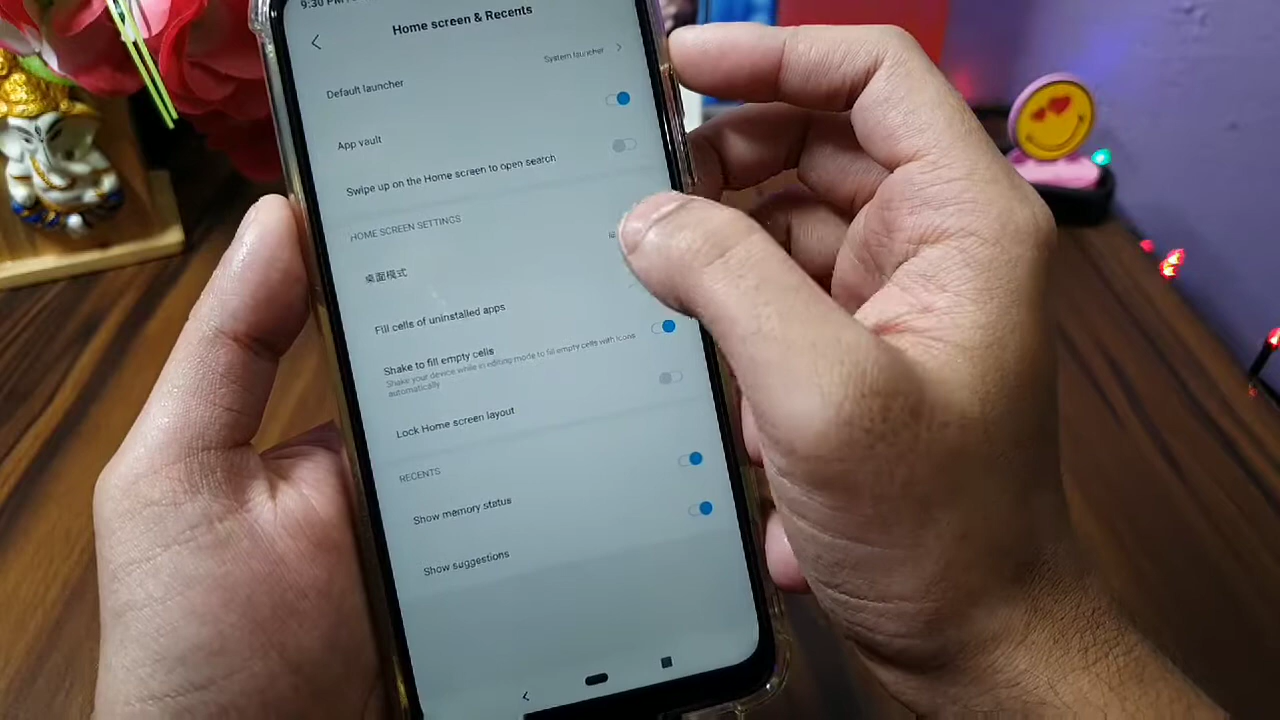 9:30 PM
Home screen & Recents
Default launcher
System launcher
App vault
Swipe up on the Home screen to open search
HOME SCREEN SETTINGS
桌面模式
Fill cells of uninstalled apps
Shake to fill empty cells
Shake your device while in editing mode to fill empty cells with icons
automatically
Lock Home screen layout
RECENTS
Show memory status
Show suggestions